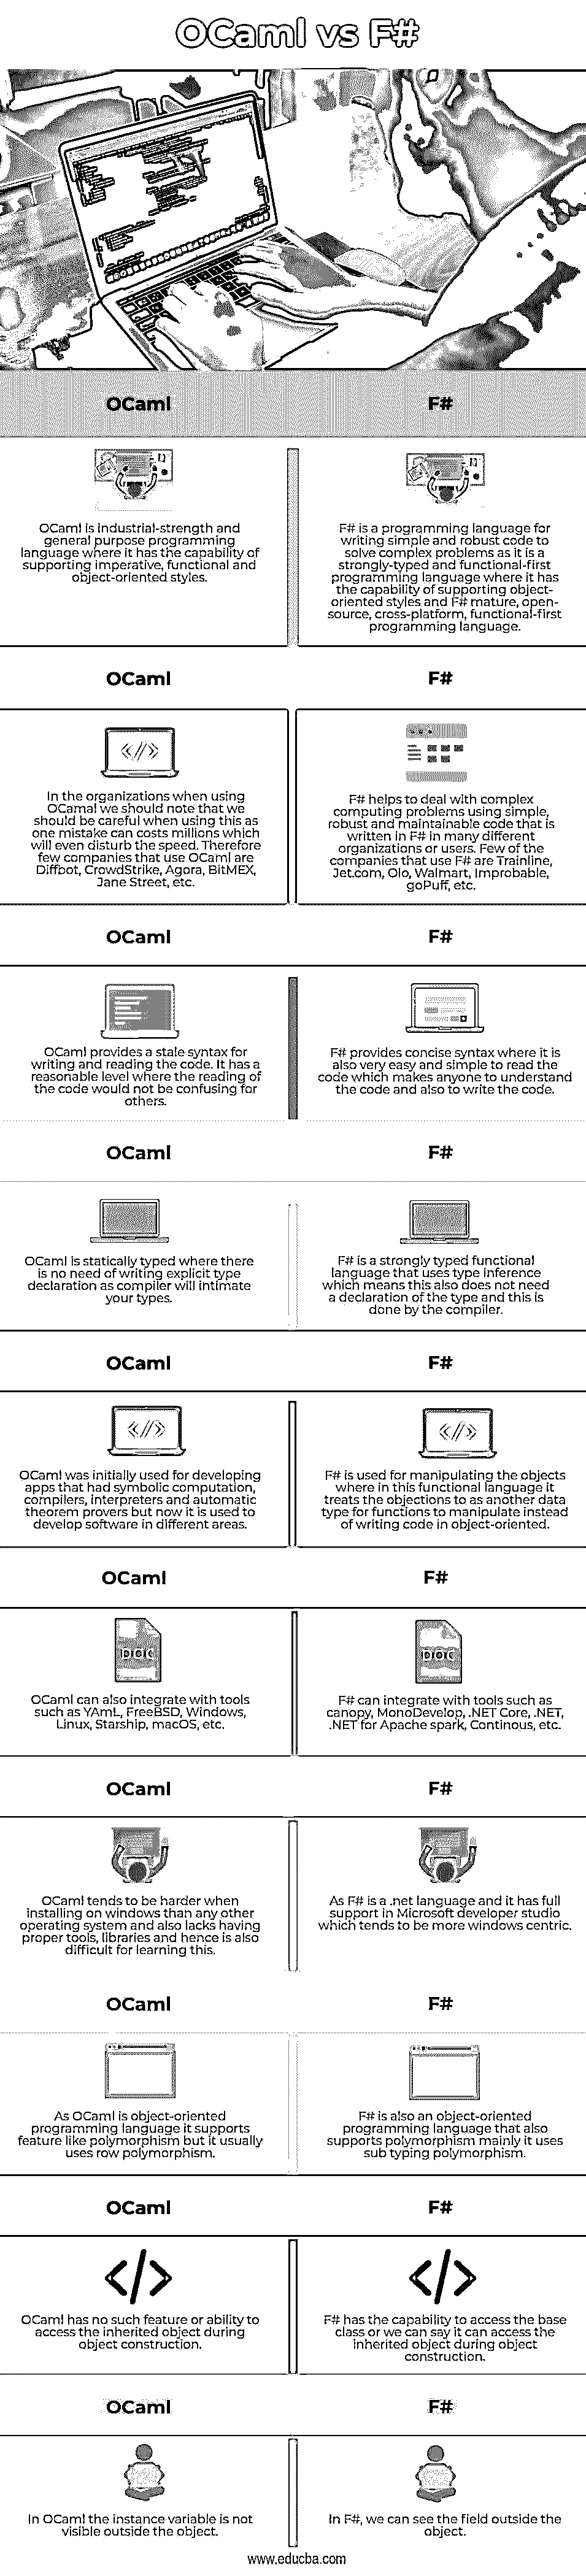 OCaml vs F#
OCaml
F#
OCaml is industrial-strength and
general purpose programming
language where it has the capability of
supporting imperative, functional and
object-oriented styles.
F# is a programming language for
writing simple and robust code to
solve complex problems as it is a
strongly-typed and functional-first
programming language where it has
the capability of supporting object-
oriented styles and F# mature, open-
source, cross-platform, functional-first
programming language.
OCaml
F#
In the organizations when using
OCamal we should note that we
should be careful when using this as
one mistake can costs millions which
will even disturb the speed. Therefore
few companies that use OCaml are
Diffbot, CrowdStrike, Agora, BitMEX,
Jane Street, etc.
F# helps to deal with complex
computing problems using simple,
robust and maintainable code that is
written in F# in many different
organizations or users. Few of the
companies that use F# are Trainline,
Jet.com, Olo, Walmart, Improbable,
goPuff, etc.
OCaml
F#
OCaml provides a stale syntax for
writing and reading the code. It has a
reasonable level where the reading of
the code would not be confusing for
others.
F# provides concise syntax where it is
also very easy and simple to read the
code which makes anyone to understand
the code and also to write the code.
OCaml
F#
OCaml is statically typed where there
is no need of writing explicit type
declaration as compiler will intimate
your types.
F# is a strongly typed functional
language that uses type inference
which means this also does not need
a declaration of the type and this is
done by the compiler.
OCaml
F#
</>
</>
OCaml was initially used for developing
apps that had symbolic computation,
compilers, interpreters and automatic
theorem provers but now it is used to
develop software in different areas.
F# is used for manipulating the objects
where in this functional language it
treats the objections to as another data
type for functions to manipulate instead
of writing code in object-oriented.
OCaml
F#
DOC
DOC
OCaml can also integrate with tools
such as YAmL, FreeBSD, Windows,
Linux, Starship, macOS, etc.
F# can integrate with tools such as
canopy, MonoDevelop, .NET Core, .NET,
.NET for Apache spark, Continous, etc.
OCaml
F#
OCaml tends to be harder when
installing on windows than any other
operating system and also lacks having
proper tools, libraries and hence is also
difficult for learning this.
As F# is a .net language and it has full
support in Microsoft developer studio
which tends to be more windows centric.
OCaml
F#
As OCaml is object-oriented
programming language it supports
feature like polymorphism but it usually
uses row polymorphism.
F# is also an object-oriented
programming language that also
supports polymorphism mainly it uses
sub typing polymorphism.
OCaml
F#
</>
</>
OCaml has no such feature or ability to
access the inherited object during
object construction.
F# has the capability to access the base
class or we can say it can access the
inherited object during object
construction.
OCaml
F#
In OCaml the instance variable is not
visible outside the object.
In F#, we can see the field outside the
object.
www.educba.com